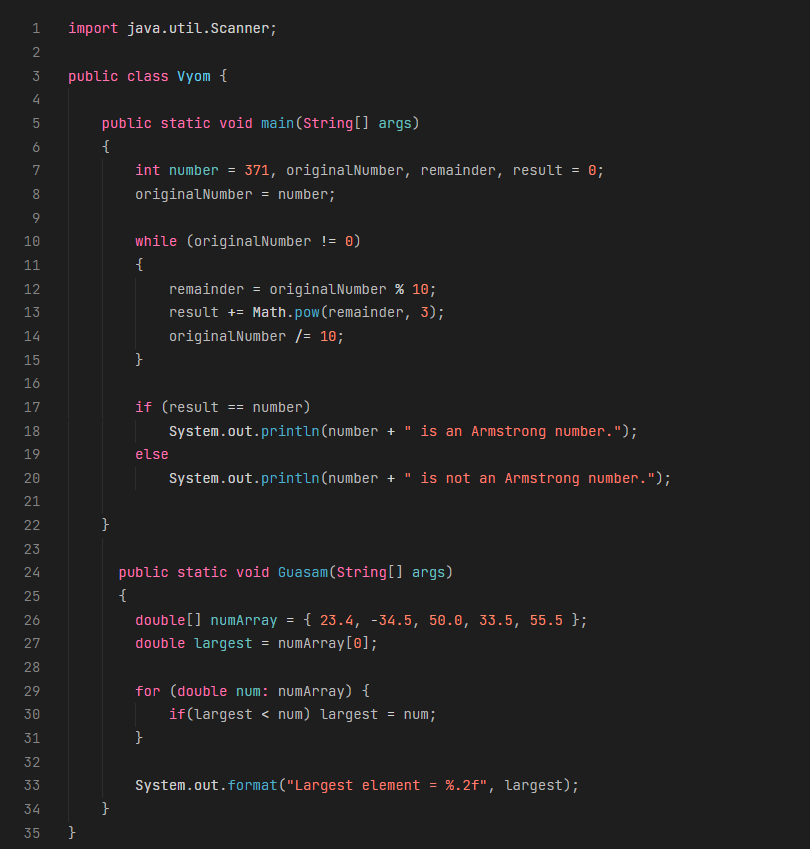 1 import java.util.Scanner;
2
3 public class Vyom {
4
5     public static void main(String[] args)
6     {
7         int number = 371, originalNumber, remainder, result = 0;
8         originalNumber = number;
9
10         while (originalNumber != 0)
11         {
12             remainder = originalNumber % 10;
13             result += Math.pow(remainder, 3);
14             originalNumber /= 10;
15         }
16
17         if (result == number)
18             System.out.println(number + " is an Armstrong number.");
19         else
20             System.out.println(number + " is not an Armstrong number.");
21
22     }
23
24       public static void Guasam(String[] args)
25       {
26         double[] numArray = { 23.4, -34.5, 50.0, 33.5, 55.5 };
27         double largest = numArray[0];
28
29         for (double num: numArray) {
30             if(largest < num) largest = num;
31         }
32
33         System.out.format("Largest element = %.2f", largest);
34     }
35 }